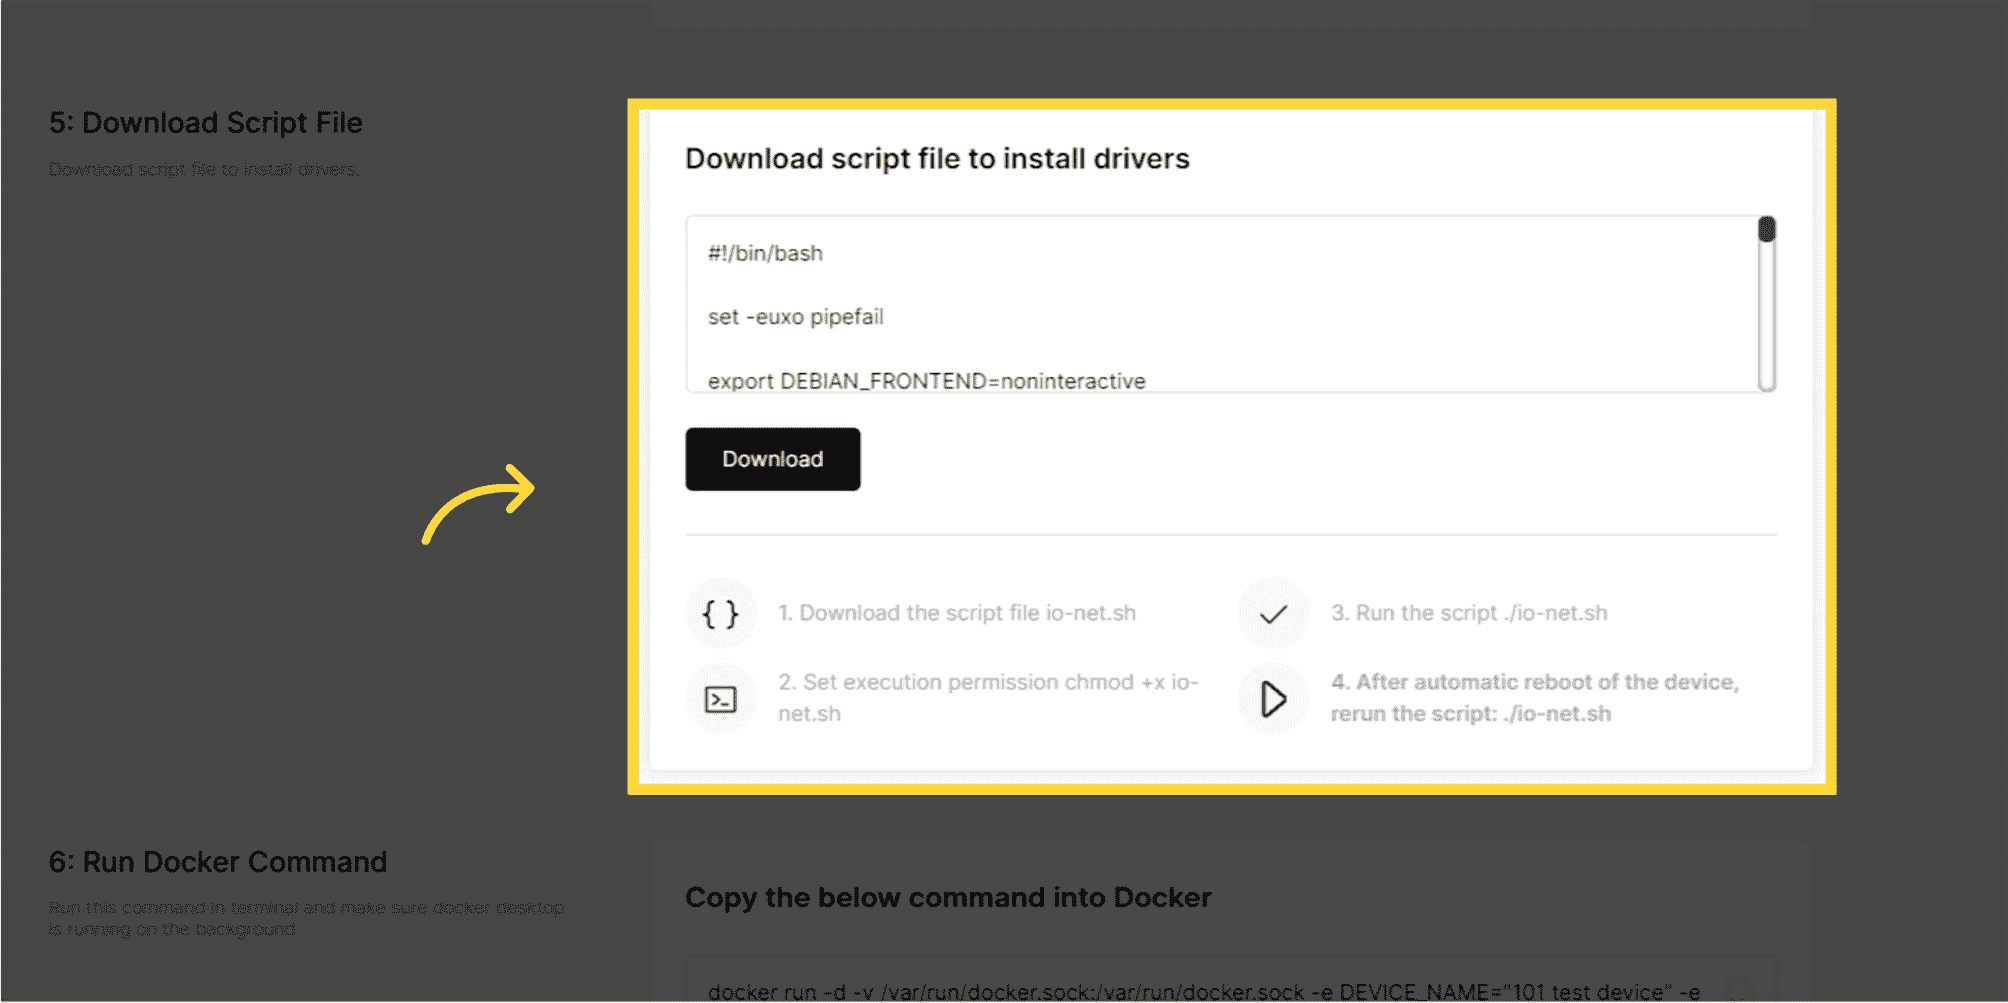 5: Download Script File
Download script file to install drivers.
Download script file to install drivers
#!/bin/bash
set -euxo pipefail
export DEBIAN_FRONTEND=noninteractive
Download
1. Download the script file io-net.sh
2. Set execution permission chmod +x io-
net.sh
3. Run the script ./io-net.sh
4. After automatic reboot of the device,
rerun the script: ./io-net.sh
6: Run Docker Command
Run this command in terminal and make sure docker desktop
is running on the background
Copy the below command into Docker
docker run -d -v /var/run/docker.sock:/var/run/docker.sock -e DEVICE_NAME="101 test device" -e